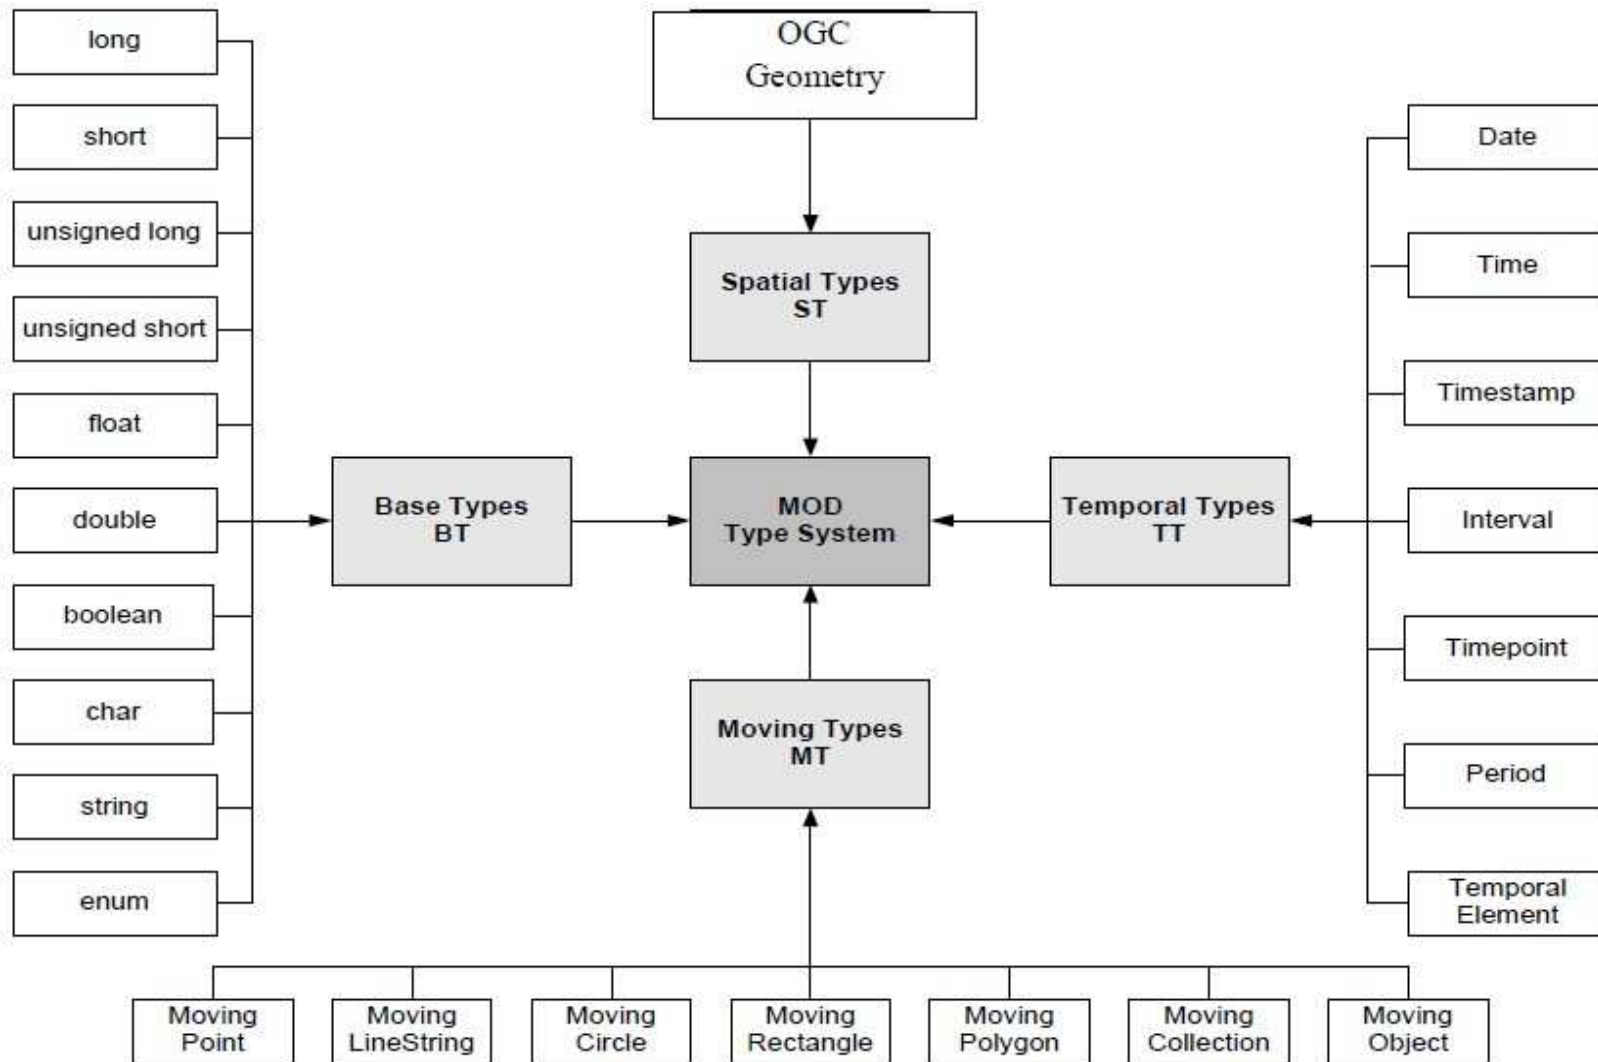 long
short
unsigned long
unsigned short
float
double
boolean
char
string
enum
OGC
Geometry
Spatial Types
ST
Base Types
BT
MOD
Type System
Temporal Types
TT
Moving Types
MT
Date
Time
Timestamp
Interval
Timepoint
Period
Temporal
Element
Moving
Point
Moving
LineString
Moving
Circle
Moving
Rectangle
Moving
Polygon
Moving
Collection
Moving
Object